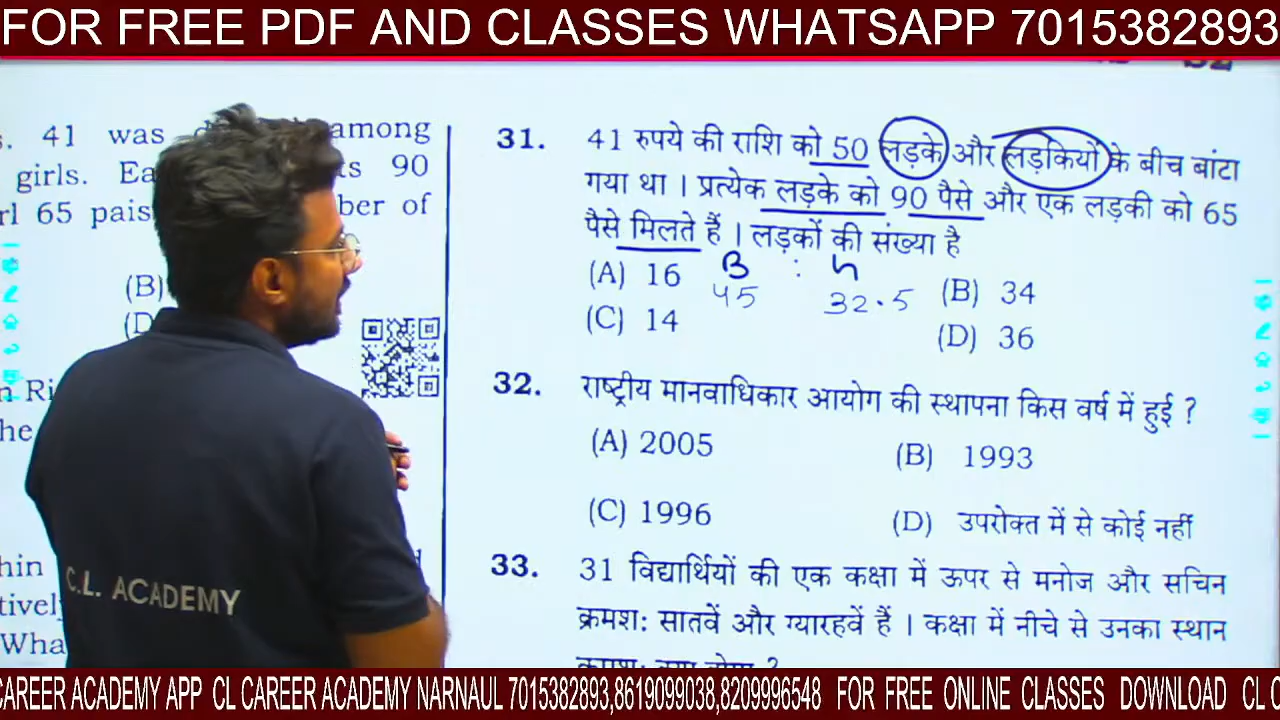 FOR FREE PDF AND CLASSES WHATSAPP 7015382893
41 was among
girls. 90
65 pais ber of
(B)
31. 41 रुपये की राशि को 50 लड़के और लड़कियों के बीच बांटा
गया था । प्रत्येक लड़के को 90 पैसे और एक लड़की को 65
पैसे मिलते हैं । लड़कों की संख्या है
(A) 16 B : G (B) 34
45 32.5
(C) 14 (D) 36
32. राष्ट्रीय मानवाधिकार आयोग की स्थापना किस वर्ष में हुई ?
(A) 2005 (B) 1993
(C) 1996 (D) उपरोक्त में से कोई नहीं
33. 31 विद्यार्थियों की एक कक्षा में ऊपर से मनोज और सचिन
क्रमश: सातवें और ग्यारहवें हैं । कक्षा में नीचे से उनका स्थान
C.L. ACADEMY
CAREER ACADEMY APP CL CAREER ACADEMY NARNAUL 7015382893,8619099038,8209996548 FOR FREE ONLINE CLASSES DOWNLOAD CL C